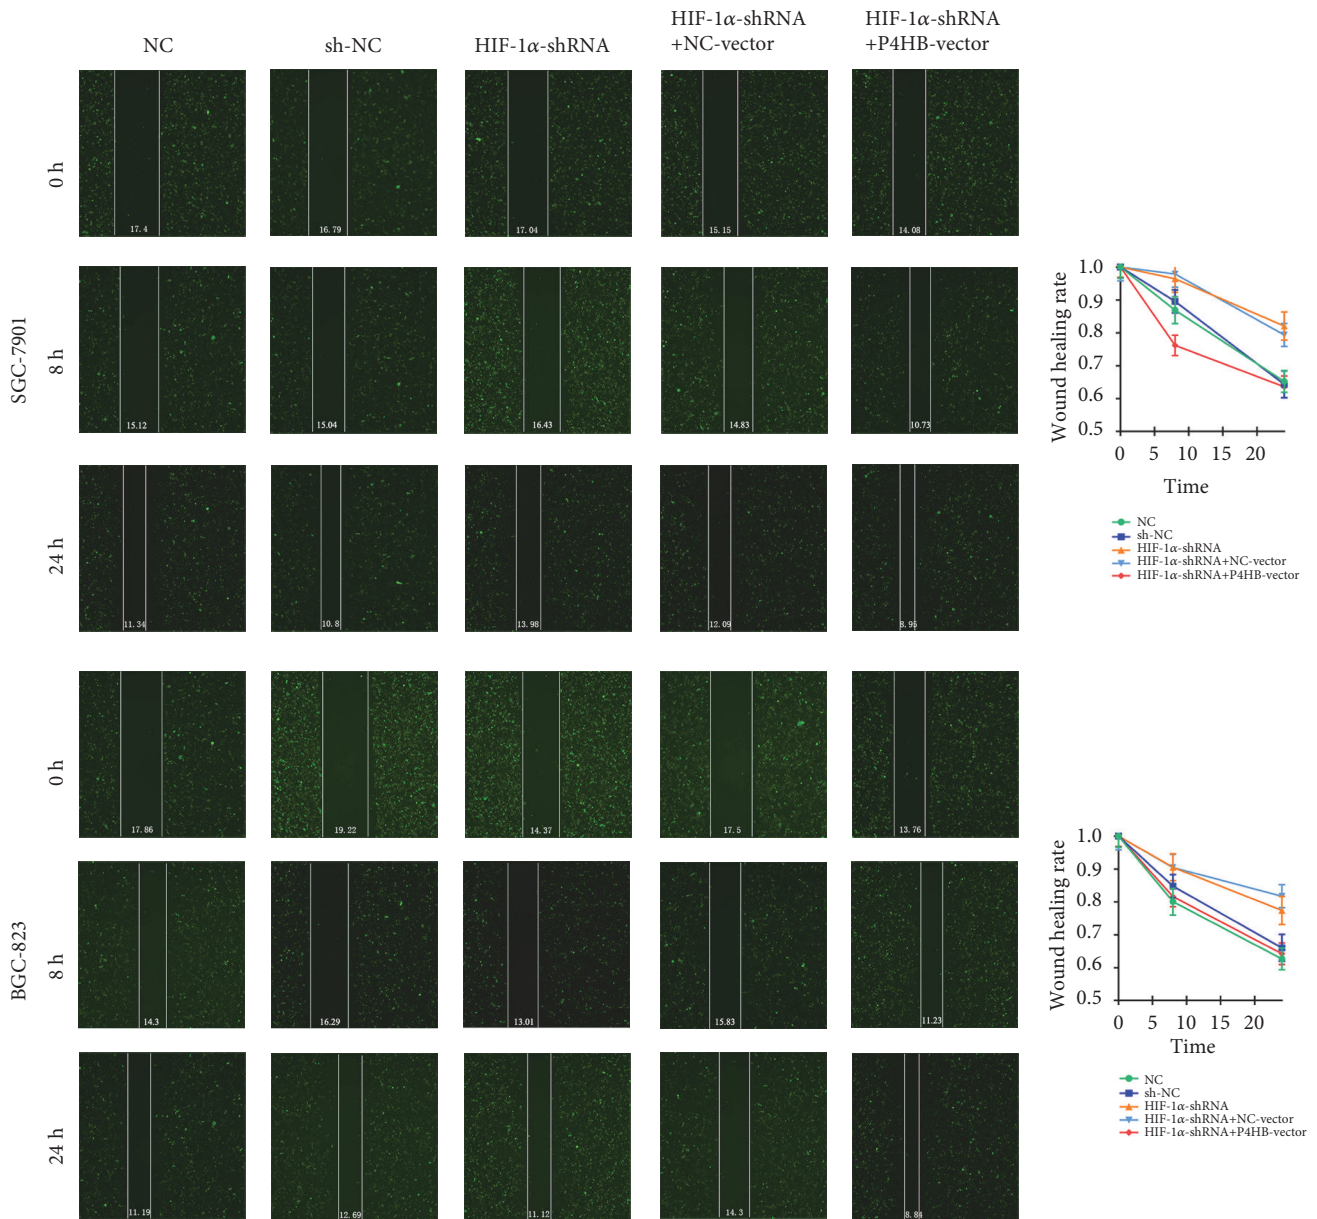 NC
sh-NC
HIF-1α-shRNA
HIF-1α-shRNA
+NC-vector
HIF-1α-shRNA
+P4HB-vector
SGC-7901
0 h
17.4
16.79
17.04
15.15
14.08
8 h
15.12
15.04
16.43
14.83
10.73
24 h
11.34
10.8
13.98
12.09
8.95
Wound healing rate
1.0
0.9
0.8
0.7
0.6
0.5
0 5 10 15 20
Time
NC
sh-NC
HIF-1α-shRNA
HIF-1α-shRNA+NC-vector
HIF-1α-shRNA+P4HB-vector
BGC-823
0 h
17.86
19.22
14.37
17.5
13.76
8 h
14.3
16.29
13.01
15.83
11.23
24 h
11.19
12.69
11.12
14.3
8.84
Wound healing rate
1.0
0.9
0.8
0.7
0.6
0.5
0 5 10 15 20
Time
NC
sh-NC
HIF-1α-shRNA
HIF-1α-shRNA+NC-vector
HIF-1α-shRNA+P4HB-vector